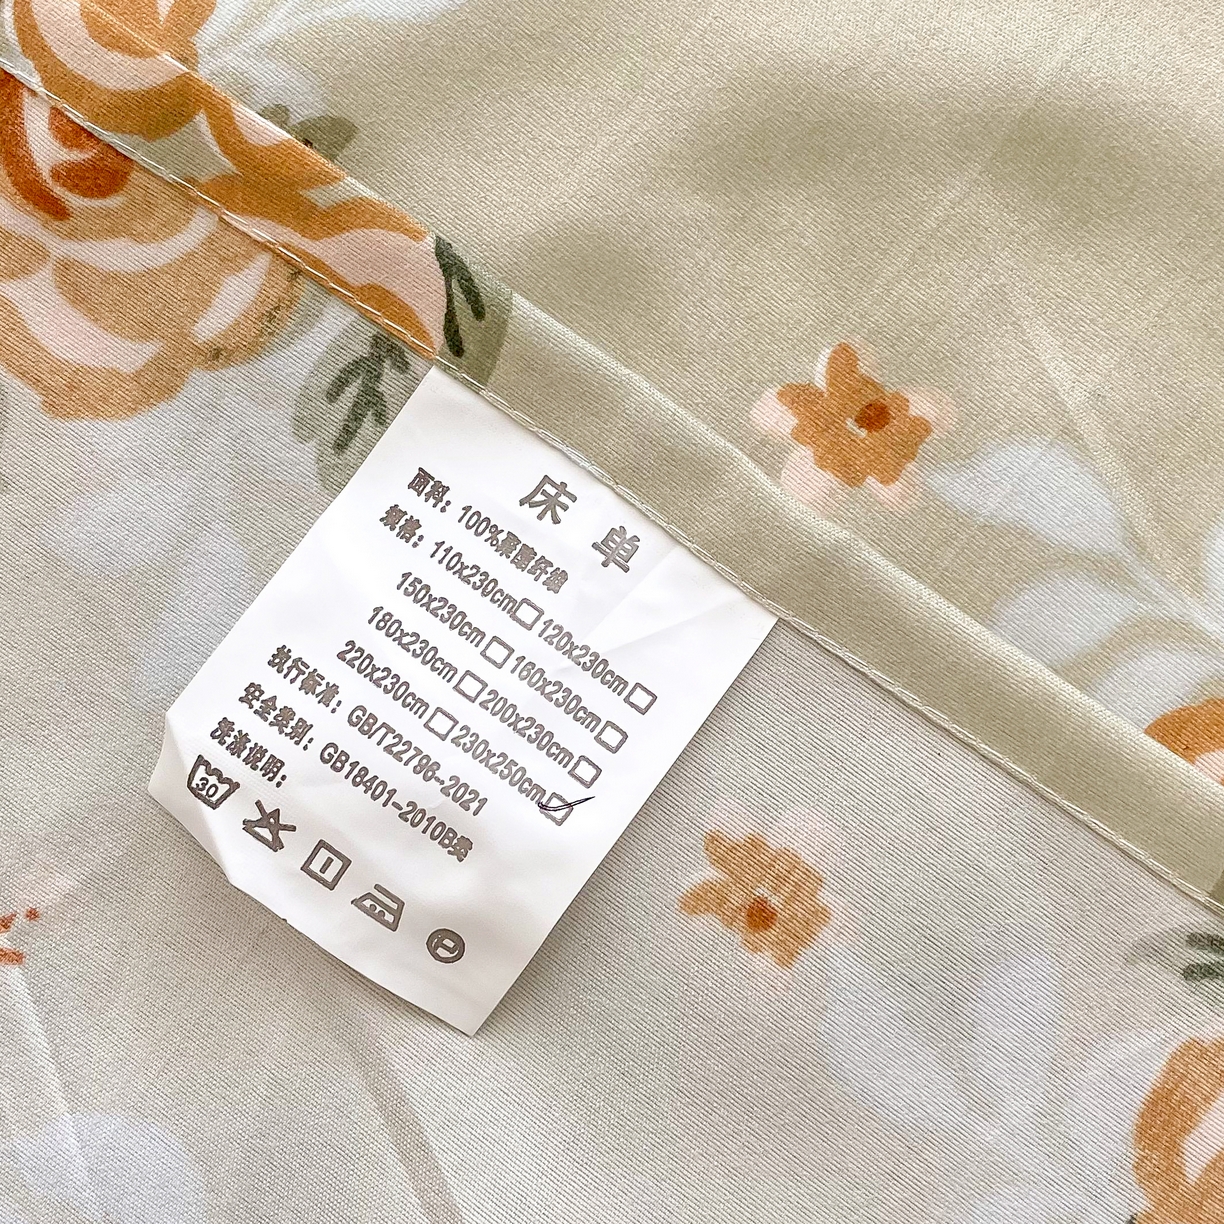 床单
面料：100%聚酯纤维
规格：110x230cm□ 120x230cm□
150x230cm□ 160x230cm□
180x230cm□ 200x230cm□
220x230cm□ 230x250cm☑
执行标准：GB/T22796-2021
安全类别：GB18401-2010B类
洗涤说明：
30
P